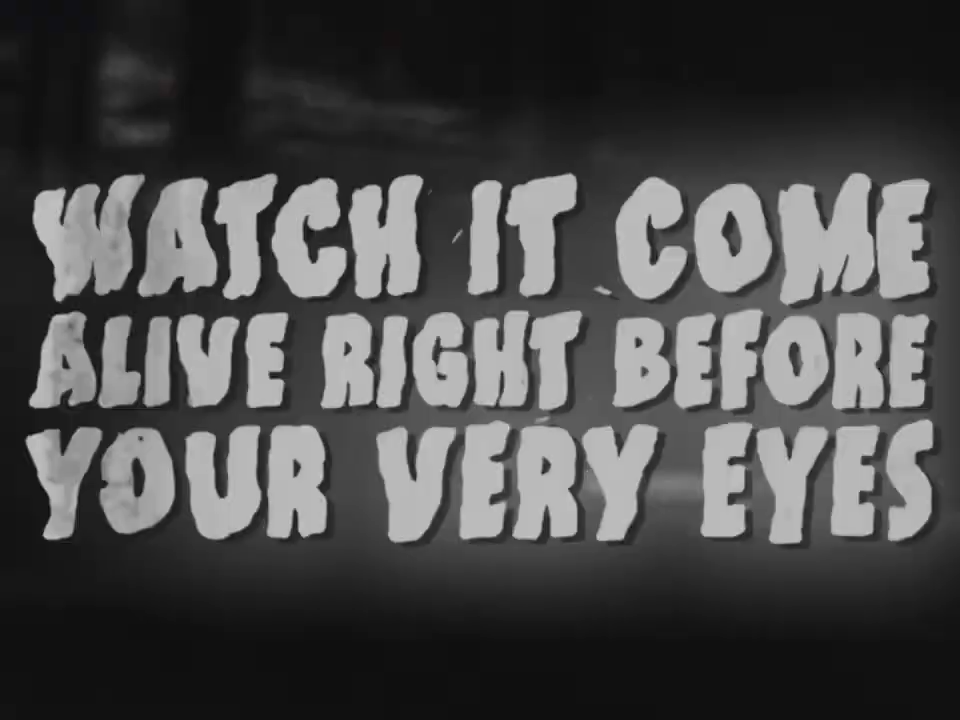 WATCH IT COME
ALIVE RIGHT BEFORE
YOUR VERY EYES